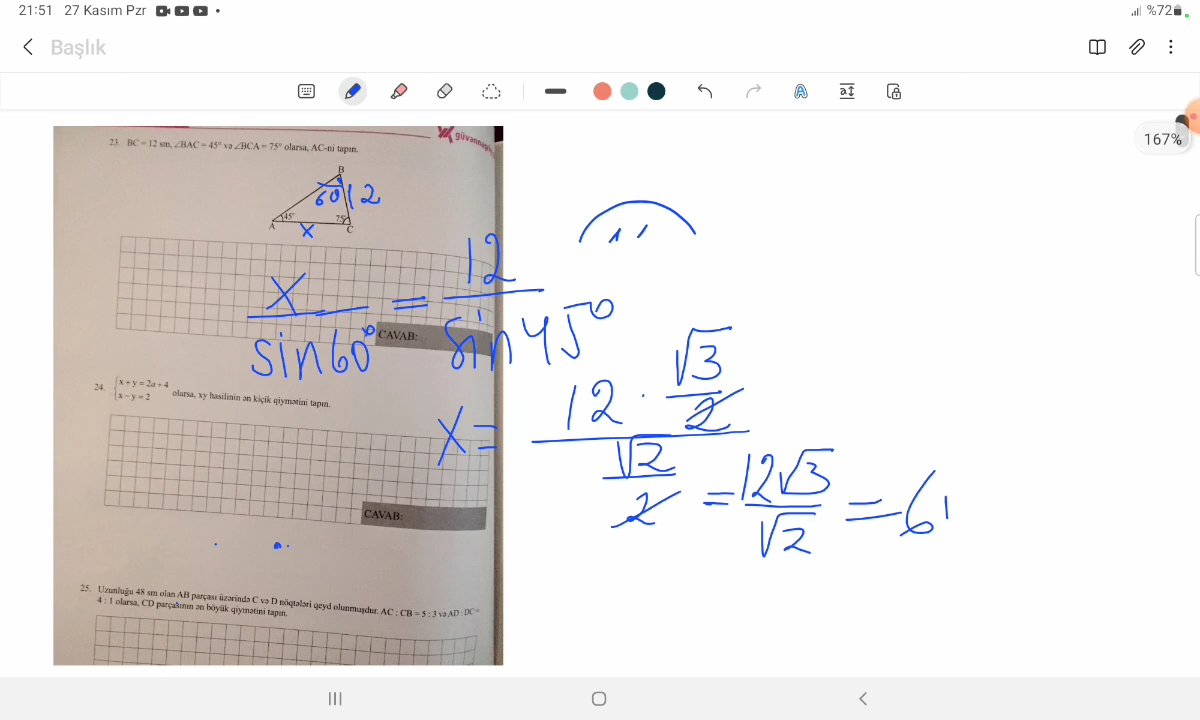 21:51 27 Kasım Pzr
%72
Başlık
167%
23. BC = 12 sm, ∠BAC = 45° və ∠BCA = 75° olarsa, AC-ni tapın.
B
60 12
A 45° x 75° C
x/sin60° = 12/sin45°
CAVAB:
x = (12 · √3/2)/(√2/2) = 12√3/√2 = 6
24. {x + y = 2a + 4
x − y = 2 olarsa, xy hasilinin ən kiçik qiymətini tapın.
CAVAB:
25. Uzunluğu 48 sm olan AB parçası üzərində C və D nöqtələri qeyd olunmuşdur. AC : CB = 5 : 3 və AD : DC =
4 : 1 olarsa, CD parçasının ən böyük qiymətini tapın.